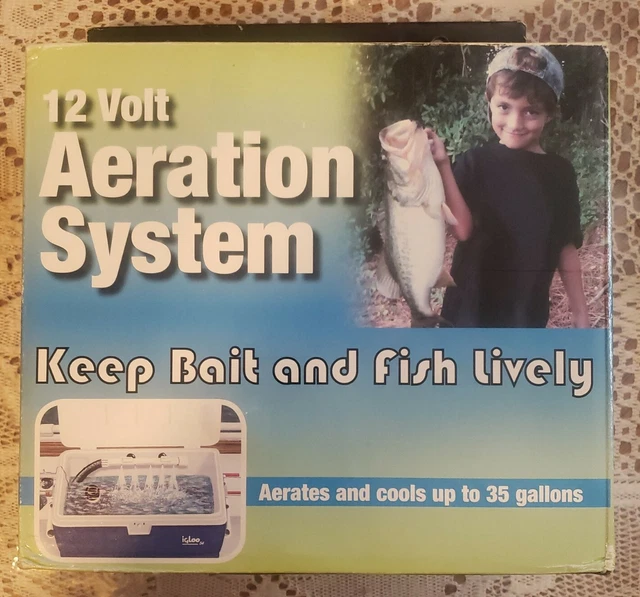 12 Volt
Aeration
System
Keep Bait and Fish Lively
Aerates and cools up to 35 gallons
igloo